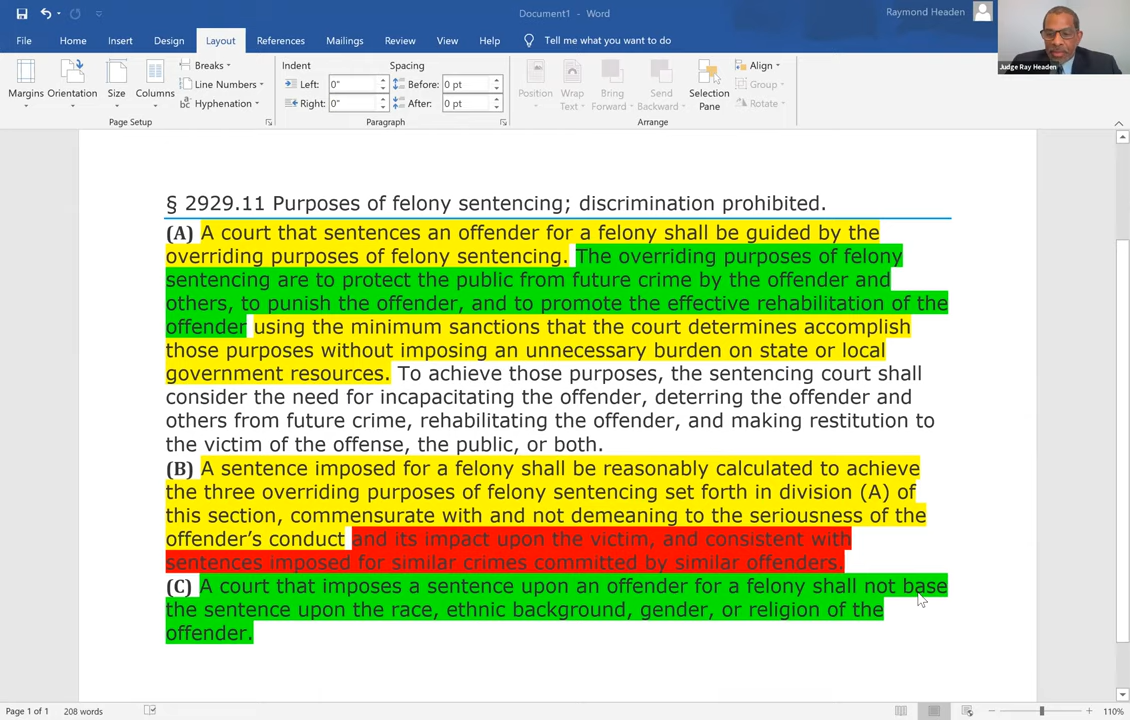 Document1 - Word
Raymond Headen
Judge Ray Headen
File Home Insert Design Layout References Mailings Review View Help Tell me what you want to do
Margins Orientation Size Columns
Breaks
Line Numbers
Hyphenation
Page Setup
Indent
Left: 0"
Right: 0"
Spacing
Before: 0 pt
After: 0 pt
Paragraph
Position Wrap Text Bring Forward Send Backward Selection Pane
Align
Group
Rotate
Arrange
§ 2929.11 Purposes of felony sentencing; discrimination prohibited.
(A) A court that sentences an offender for a felony shall be guided by the
overriding purposes of felony sentencing. The overriding purposes of felony
sentencing are to protect the public from future crime by the offender and
others, to punish the offender, and to promote the effective rehabilitation of the
offender using the minimum sanctions that the court determines accomplish
those purposes without imposing an unnecessary burden on state or local
government resources. To achieve those purposes, the sentencing court shall
consider the need for incapacitating the offender, deterring the offender and
others from future crime, rehabilitating the offender, and making restitution to
the victim of the offense, the public, or both.
(B) A sentence imposed for a felony shall be reasonably calculated to achieve
the three overriding purposes of felony sentencing set forth in division (A) of
this section, commensurate with and not demeaning to the seriousness of the
offender’s conduct and its impact upon the victim, and consistent with
sentences imposed for similar crimes committed by similar offenders.
(C) A court that imposes a sentence upon an offender for a felony shall not base
the sentence upon the race, ethnic background, gender, or religion of the
offender.
Page 1 of 1 208 words
110%